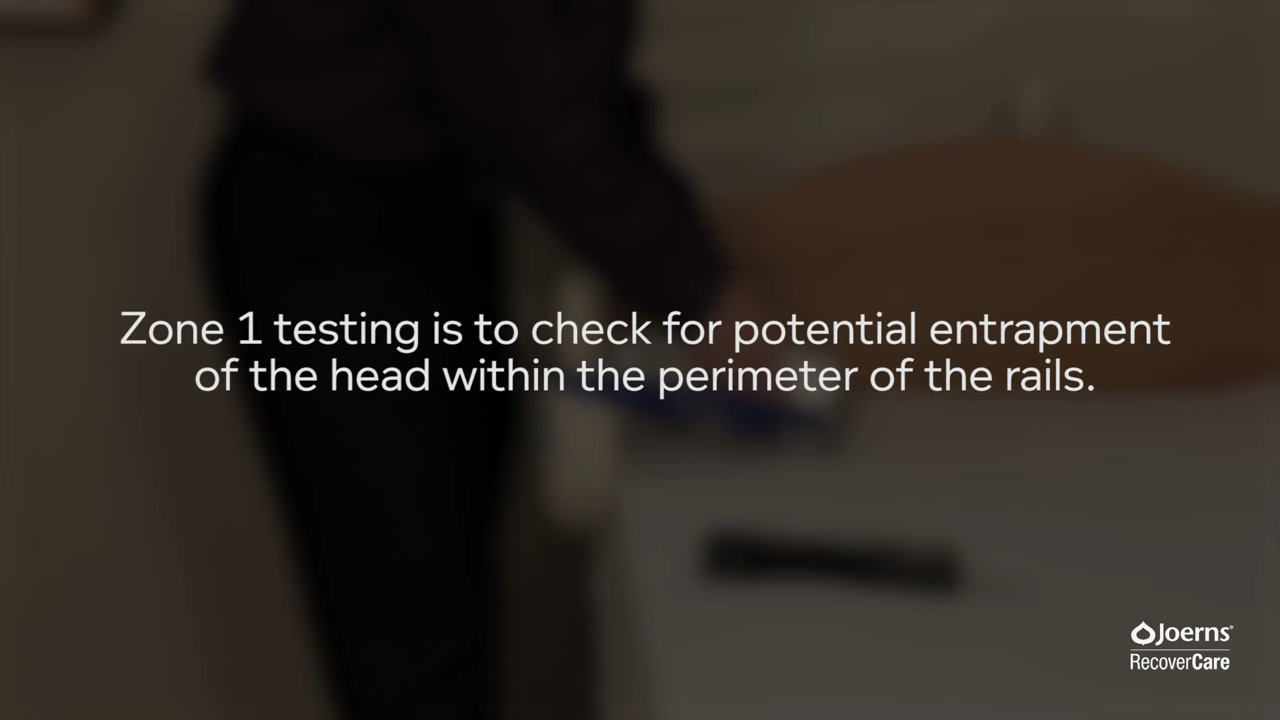 Zone 1 testing is to check for potential entrapment
of the head within the perimeter of the rails.
Joerns®
RecoverCare